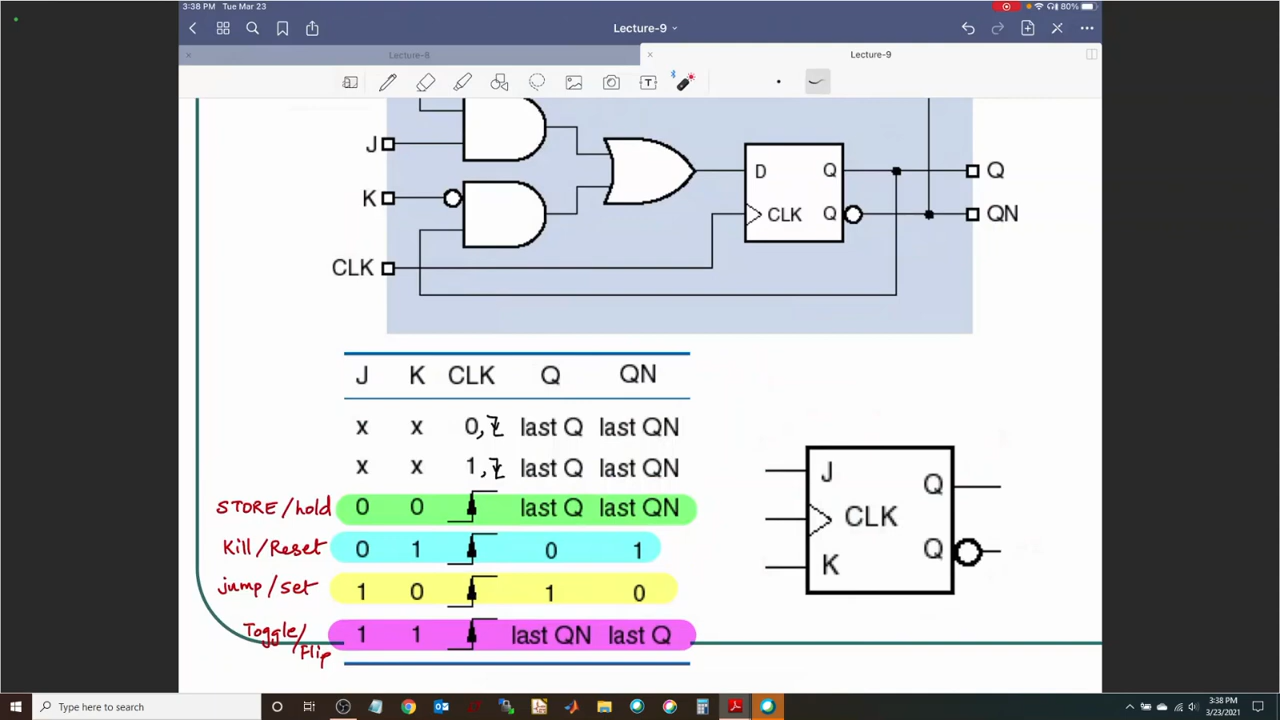 3:38 PM Tue Mar 23
80%
Lecture-9
Lecture-8
Lecture-9
T
J
K
CLK
D Q
CLK Q
Q
QN
J K CLK Q QN
x x 0, last Q last QN
x x 1, last Q last QN
STORE/hold 0 0 last Q last QN
Kill/Reset 0 1 0 1
jump/set 1 0 1 0
Toggle/ 1 1 last QN last Q
Flip
J Q
CLK
K Q
Type here to search
3:38 PM
3/23/2021